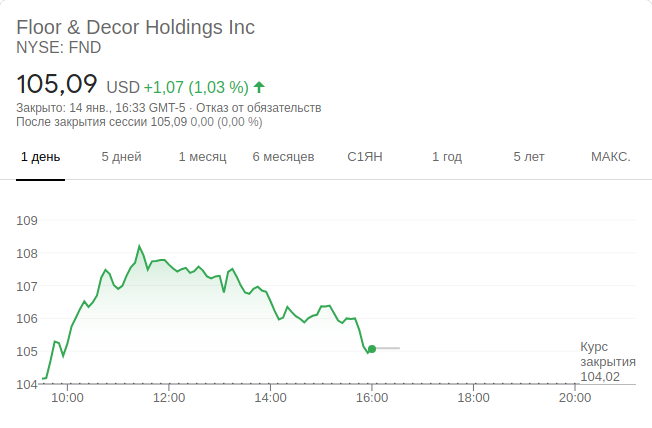 Floor & Decor Holdings Inc
NYSE: FND
105,09 USD +1,07 (1,03 %)
Закрыто: 14 янв., 16:33 GMT-5 · Отказ от обязательств
После закрытия сессии 105,09 0,00 (0,00 %)
1 день 5 дней 1 месяц 6 месяцев С1ЯН 1 год 5 лет МАКС.
109
108
107
106
105
Курс
закрытия
104,02
104
10:00 12:00 14:00 16:00 18:00 20:00